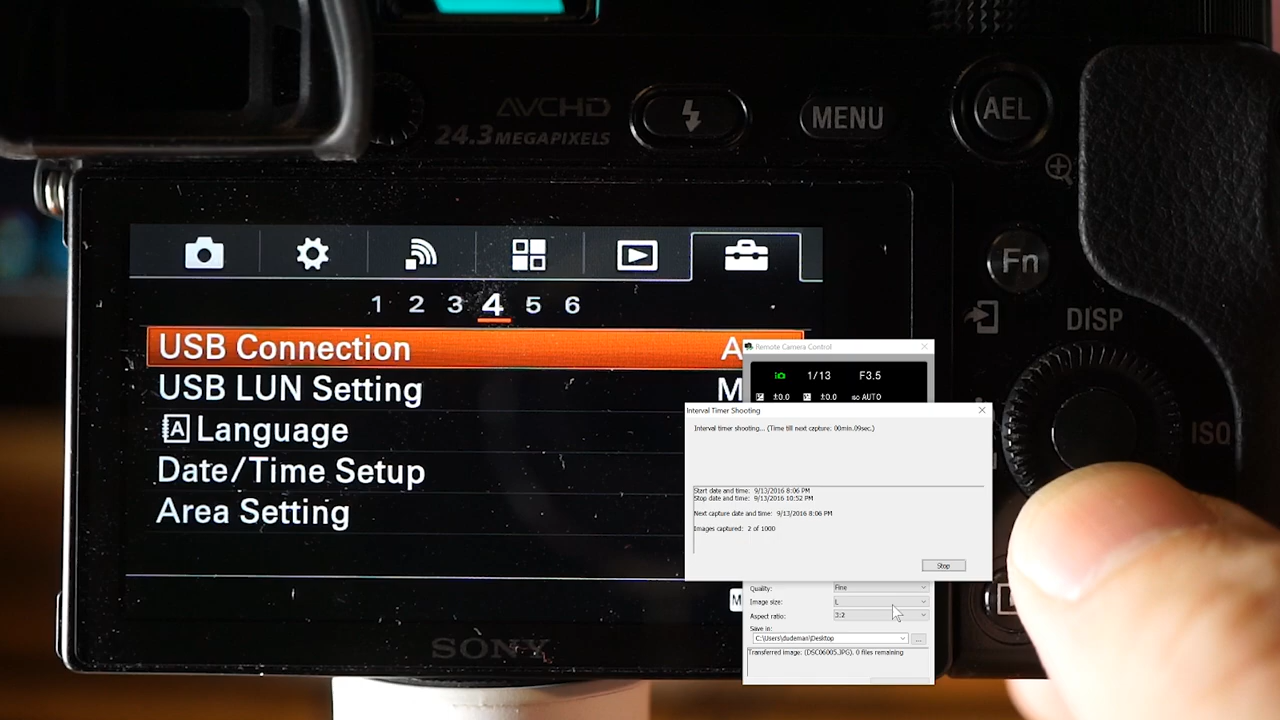 AVCHD
24.3 MEGAPIXELS
MENU
AEL
Fn
DISP
ISO
1 2 3 4 5 6
USB Connection
USB LUN Setting
A Language
Date/Time Setup
Area Setting
SONY
Remote Camera Control
1/13 F3.5
±0.0 ±0.0 ISO AUTO
Interval Timer Shooting
Interval timer shooting... (Time till next capture: 00min.09sec.)
Start date and time: 9/13/2016 8:06 PM
Stop date and time: 9/13/2016 10:52 PM
Next capture date and time: 9/13/2016 8:06 PM
Images captured: 2 of 1000
Stop
Quality: Fine
Image size: L
Aspect ratio: 3:2
Save in:
C:\Users\dudeman\Desktop
...
Transferred image: (DSC06005.JPG). 0 files remaining